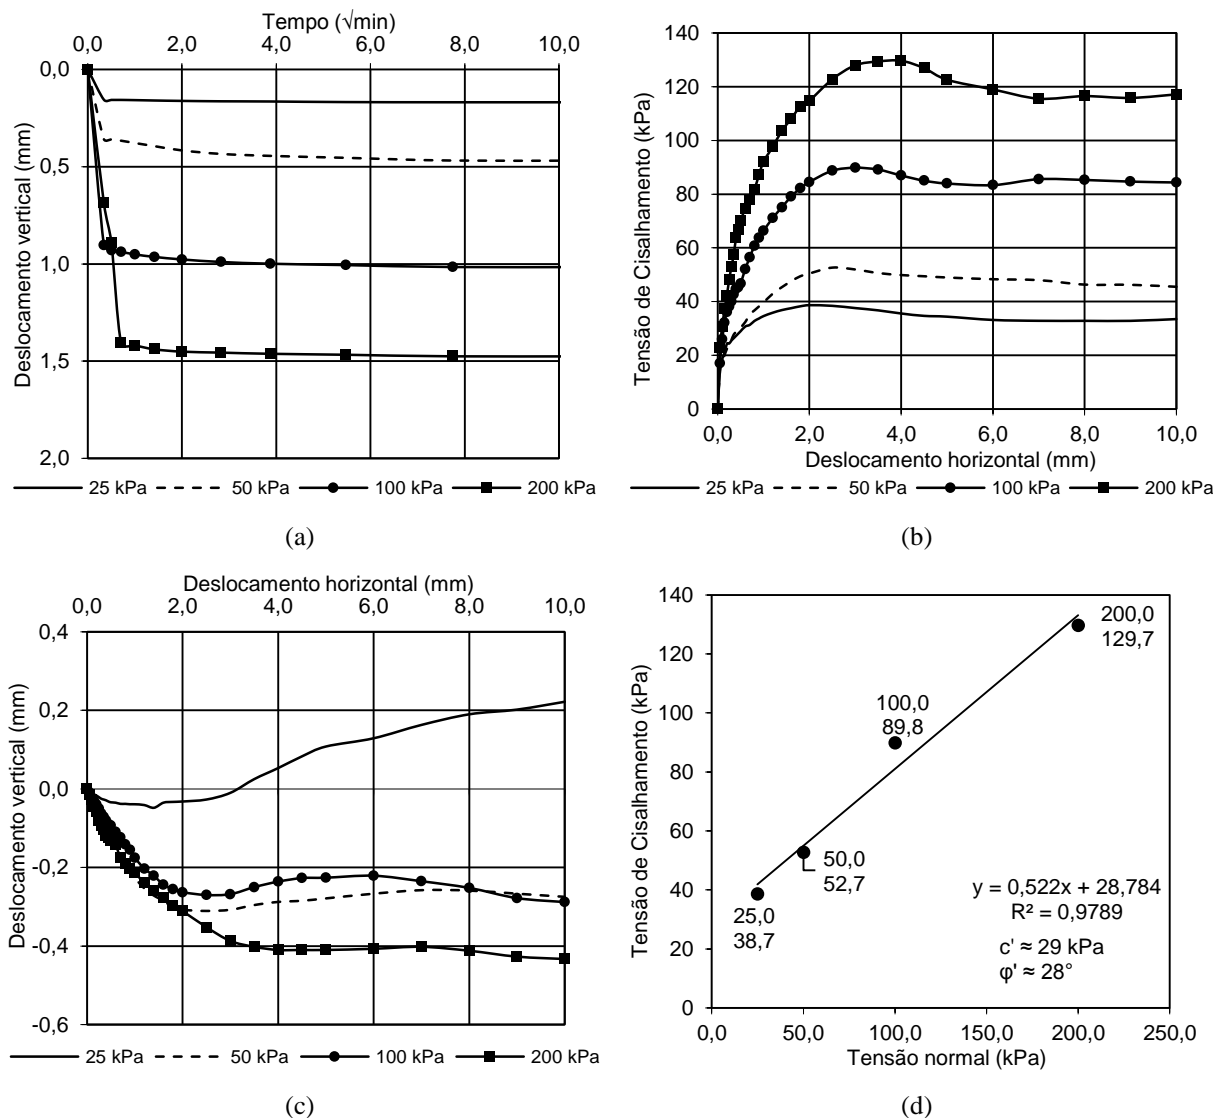 Tempo (√min)
0,0 2,0 4,0 6,0 8,0 10,0
0,0
0,5
1,0
1,5
2,0
Deslocamento vertical (mm)
25 kPa 50 kPa 100 kPa 200 kPa
(a)
140
120
100
80
60
40
20
0
Tensão de Cisalhamento (kPa)
0,0 2,0 4,0 6,0 8,0 10,0
Deslocamento horizontal (mm)
25 kPa 50 kPa 100 kPa 200 kPa
(b)
Deslocamento horizontal (mm)
0,0 2,0 4,0 6,0 8,0 10,0
0,4
0,2
0,0
-0,2
-0,4
-0,6
Deslocamento vertical (mm)
25 kPa 50 kPa 100 kPa 200 kPa
(c)
140
120
100
80
60
40
20
0
Tensão de Cisalhamento (kPa)
200,0
129,7
100,0
89,8
50,0
52,7
25,0
38,7
y = 0,522x + 28,784
R² = 0,9789
c' ≈ 29 kPa
φ' ≈ 28°
0,0 50,0 100,0 150,0 200,0 250,0
Tensão normal (kPa)
(d)